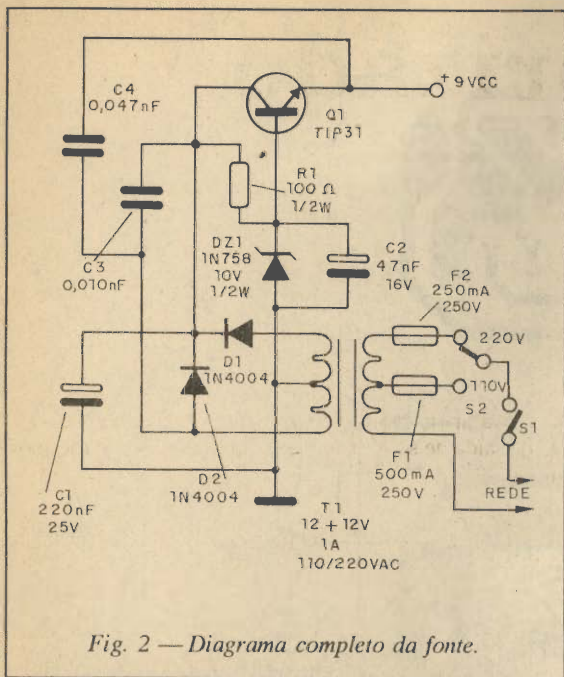 C4
0,047nF
+ 9VCC
Q1
TIP31
R1
100 Ω
1/2W
C3
0,010nF
DZ1
1N758
10V
1/2W
C2
47nF
16V
F2
250mA
250V
220V
D1
1N4004
110V
S2
S1
C1
220nF
25V
D2
1N4004
F1
500mA
250V
REDE
T1
12 + 12V
1A
110/220VAC
Fig. 2 — Diagrama completo da fonte.